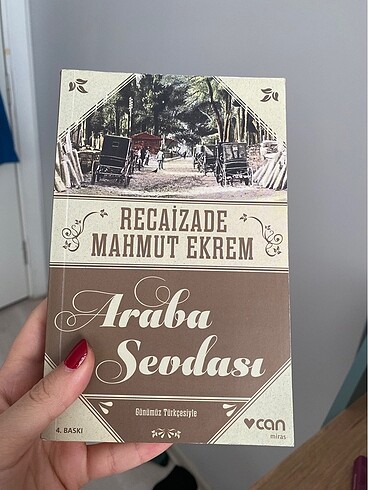 RECAİZADE
MAHMUT EKREM
Araba
Sevdası
Günümüz Türkçesiyle
4. BASKI
can
miras